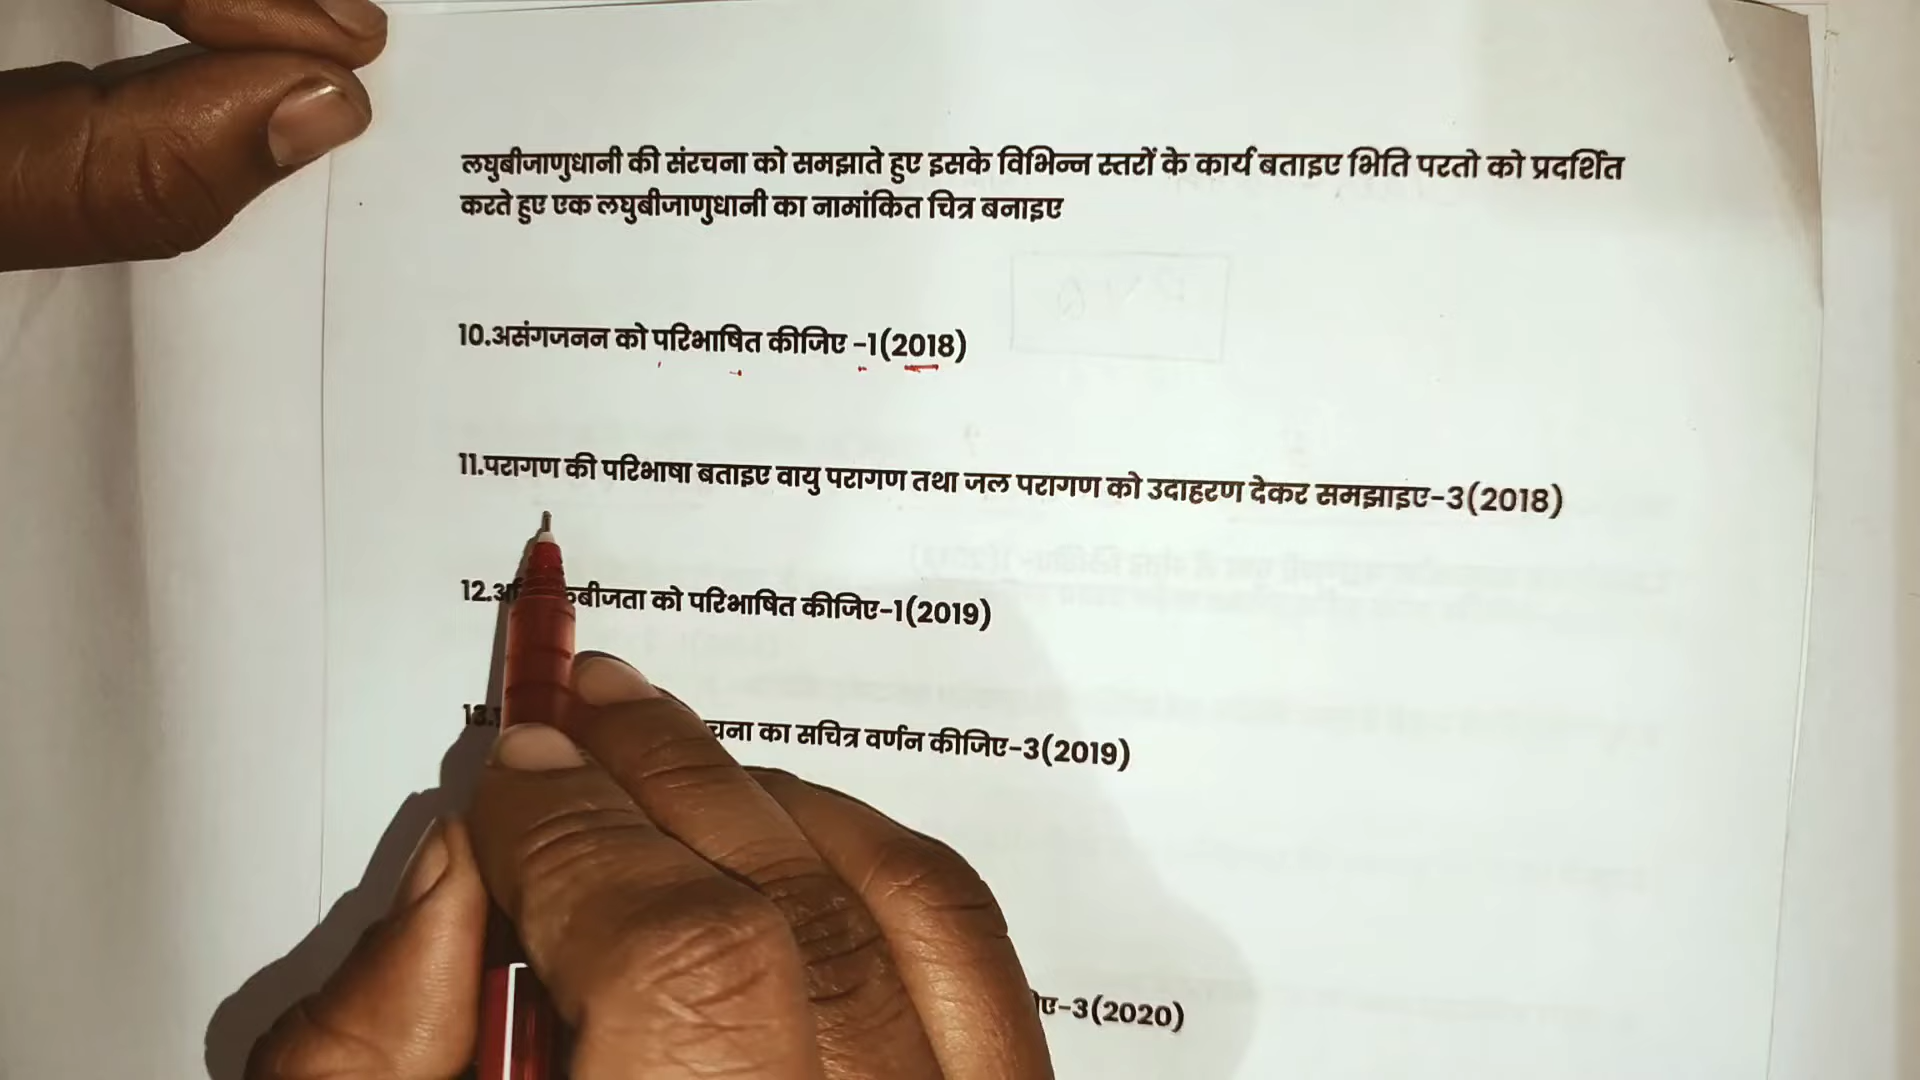 लघुबीजाणुधानी की संरचना को समझाते हुए इसके विभिन्न स्तरों के कार्य बताइए भिति परतो को प्रदर्शित
करते हुए एक लघुबीजाणुधानी का नामांकित चित्र बनाइए
10.असंगजनन को परिभाषित कीजिए -1(2018)
11.परागण की परिभाषा बताइए वायु परागण तथा जल परागण को उदाहरण देकर समझाइए-3(2018)
12. को परिभाषित कीजिए-1(2019)
13. का सचित्र वर्णन कीजिए-3(2019)
-3(2020)